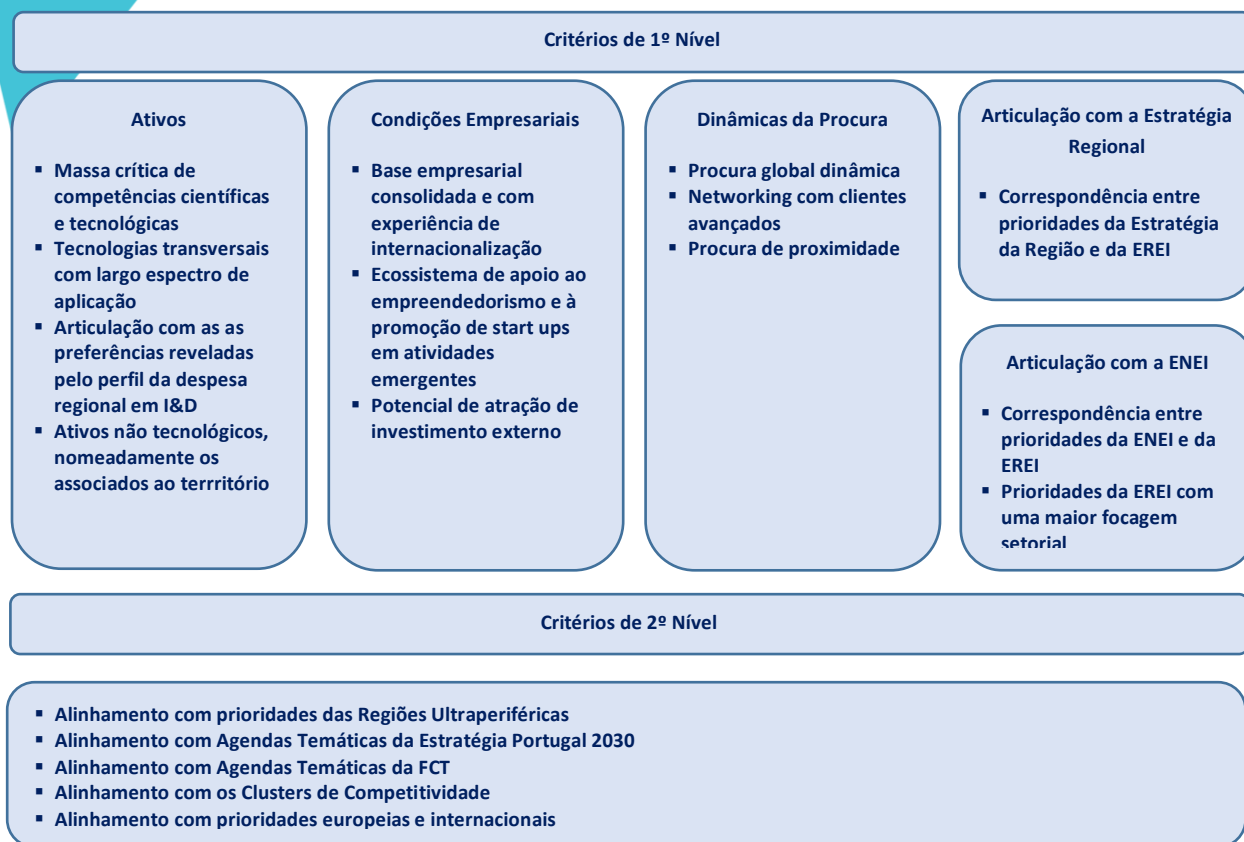 Critérios de 1º Nível
Ativos
▪ Massa crítica de
competências científicas
e tecnológicas
▪ Tecnologias transversais
com largo espectro de
aplicação
▪ Articulação com as as
preferências reveladas
pelo perfil da despesa
regional em I&D
▪ Ativos não tecnológicos,
nomeadamente os
associados ao terrritório
Condições Empresariais
▪ Base empresarial
consolidada e com
experiência de
internacionalização
▪ Ecossistema de apoio ao
empreendedorismo e à
promoção de start ups
em atividades
emergentes
▪ Potencial de atração de
investimento externo
Dinâmicas da Procura
▪ Procura global dinâmica
▪ Networking com clientes
avançados
▪ Procura de proximidade
Articulação com a Estratégia
Regional
▪ Correspondência entre
prioridades da Estratégia
da Região e da EREI
Articulação com a ENEI
▪ Correspondência entre
prioridades da ENEI e da
EREI
▪ Prioridades da EREI com
uma maior focagem
setorial
Critérios de 2º Nível
▪ Alinhamento com prioridades das Regiões Ultraperiféricas
▪ Alinhamento com Agendas Temáticas da Estratégia Portugal 2030
▪ Alinhamento com Agendas Temáticas da FCT
▪ Alinhamento com os Clusters de Competitividade
▪ Alinhamento com prioridades europeias e internacionais